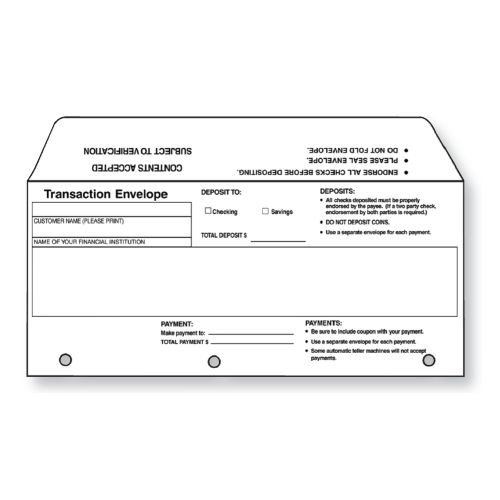 CONTENTS ACCEPTED
SUBJECT TO VERIFICATION
• ENDORSE ALL CHECKS BEFORE DEPOSITING.
• PLEASE SEAL ENVELOPE.
• DO NOT FOLD ENVELOPE.
Transaction Envelope
CUSTOMER NAME (PLEASE PRINT)
NAME OF YOUR FINANCIAL INSTITUTION
DEPOSIT TO:
Checking Savings
TOTAL DEPOSIT $
DEPOSITS:
• All checks deposited must be properly
endorsed by the payee. (If a two party check,
endorsement by both parties is required.)
• DO NOT DEPOSIT COINS.
• Use a separate envelope for each payment.
PAYMENT:
Make payment to:
TOTAL PAYMENT $
PAYMENTS:
• Be sure to include coupon with your payment.
• Use a separate envelope for each payment.
• Some automatic teller machines will not accept
payments.